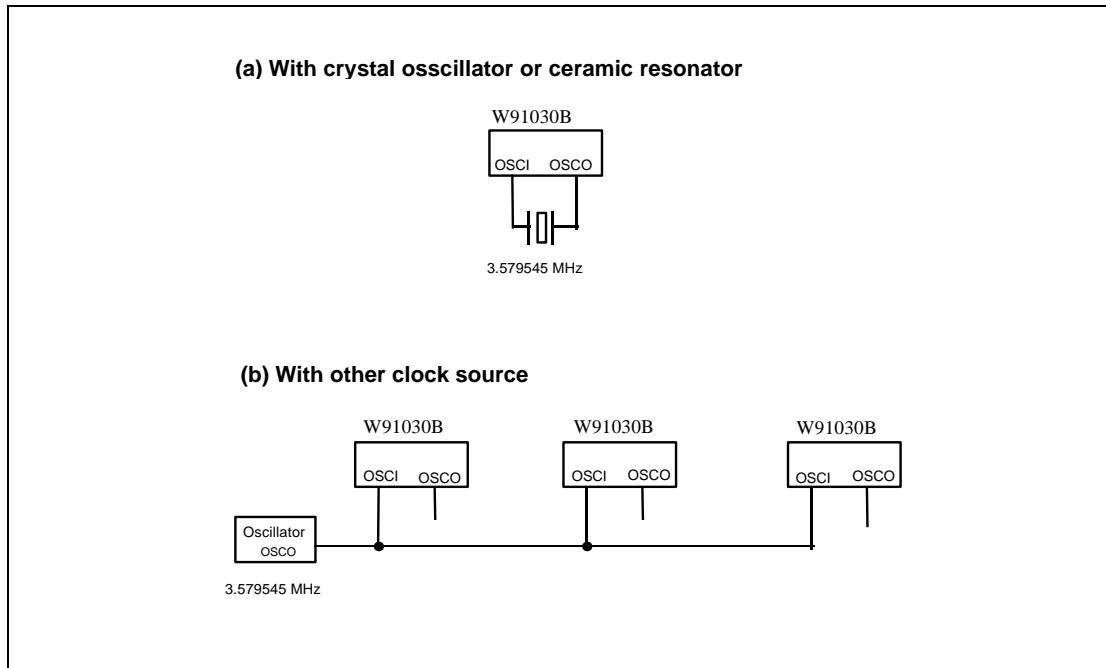 (a) With crystal osscillator or ceramic resonator
W91030B
OSCI OSCO
3.579545 MHz
(b) With other clock source
W91030B W91030B W91030B
OSCI OSCO OSCI OSCO OSCI OSCO
Oscillator
OSCO
3.579545 MHz